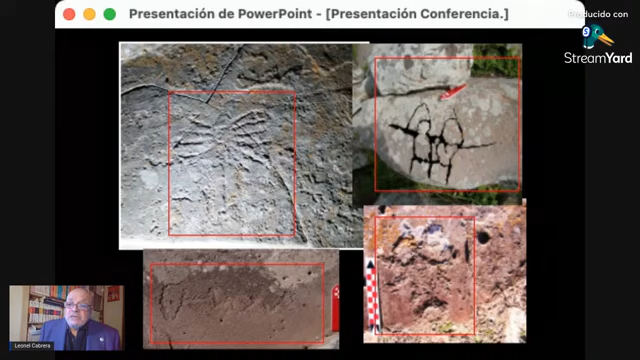 Presentación de PowerPoint - [Presentación Conferencia.]
Producido con
StreamYard
Leonel Cabrera